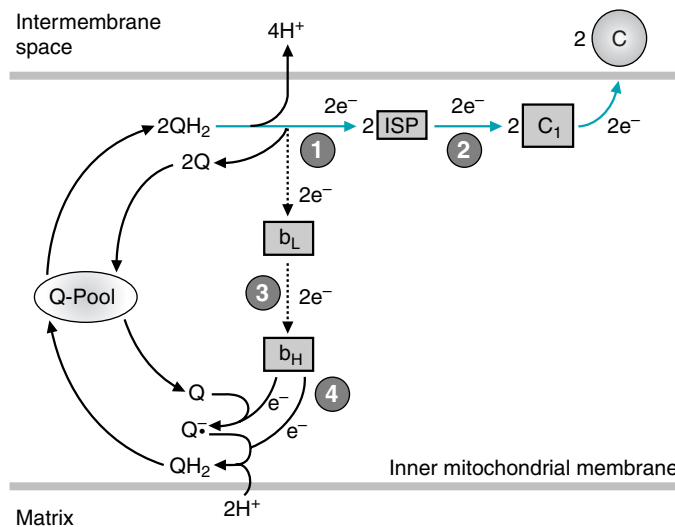 Intermembrane
space
4H⁺
2 C
2QH₂
2e⁻
2 ISP
2e⁻
2 C₁
2e⁻
1
2
2Q
2e⁻
b_L
Q-Pool
3
2e⁻
b_H
4
Q
e⁻
Q•⁻
e⁻
QH₂
Inner mitochondrial membrane
2H⁺
Matrix